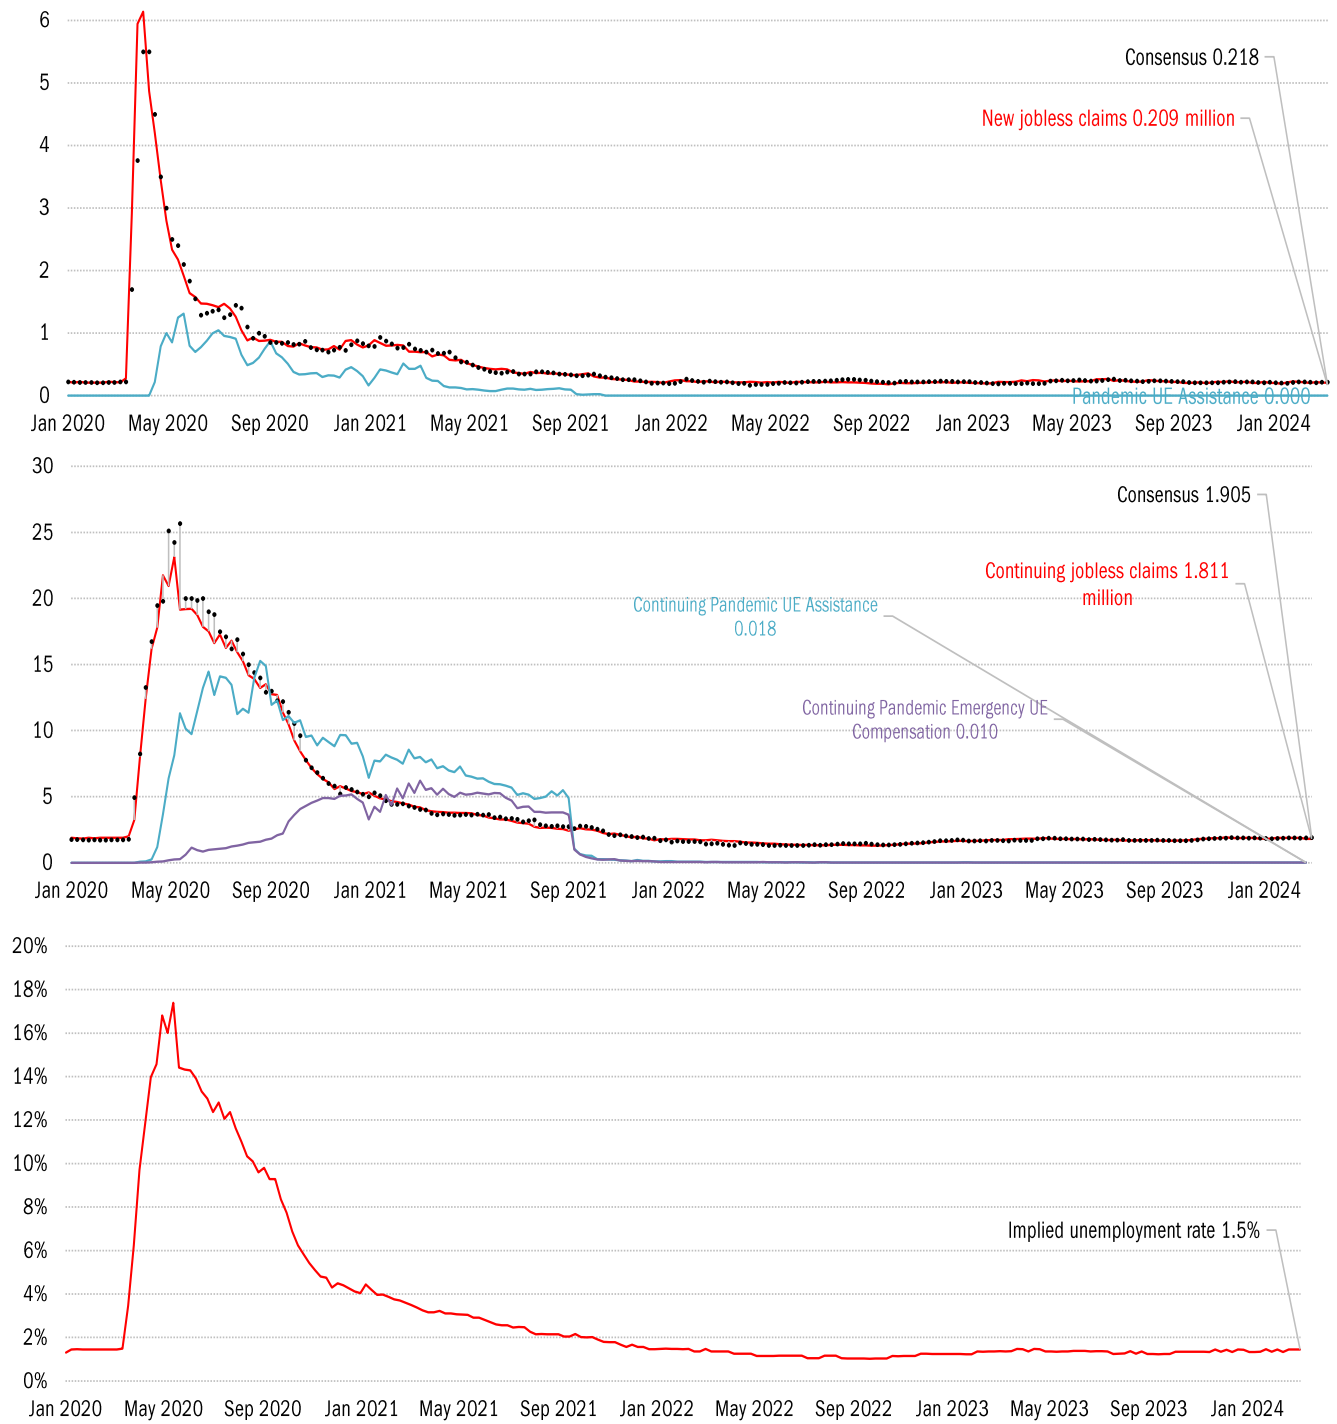 6
Consensus 0.218
5
New jobless claims 0.209 million
4
3
2
1
0
Pandemic UE Assistance 0.000
Jan 2020 May 2020 Sep 2020 Jan 2021 May 2021 Sep 2021 Jan 2022 May 2022 Sep 2022 Jan 2023 May 2023 Sep 2023 Jan 2024
30
Consensus 1.905
25
Continuing jobless claims 1.811
million
20
Continuing Pandemic UE Assistance
0.018
15
Continuing Pandemic Emergency UE
Compensation 0.010
10
5
0
Jan 2020 May 2020 Sep 2020 Jan 2021 May 2021 Sep 2021 Jan 2022 May 2022 Sep 2022 Jan 2023 May 2023 Sep 2023 Jan 2024
20%
18%
16%
14%
12%
10%
8%
Implied unemployment rate 1.5%
6%
4%
2%
0%
Jan 2020 May 2020 Sep 2020 Jan 2021 May 2021 Sep 2021 Jan 2022 May 2022 Sep 2022 Jan 2023 May 2023 Sep 2023 Jan 2024